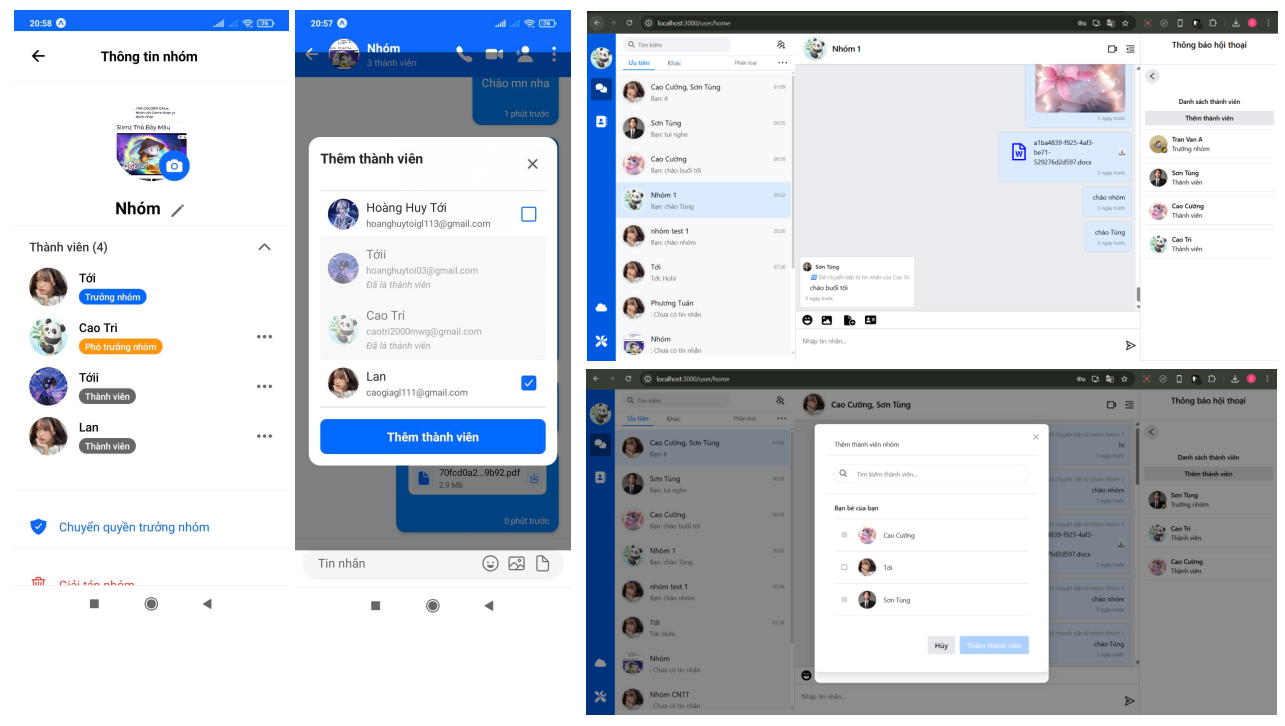 20:58
76
Thông tin nhóm
THE GOLDEN GALA:
Slimz Thỏ Bảy Màu
Nhóm
Thành viên (4)
Tới
Trưởng nhóm
Cao Tri
Phó trưởng nhóm
Tớii
Thành viên
Lan
Thành viên
Chuyển quyền trưởng nhóm
Giải tán nhóm
20:57
76
Nhóm
3 thành viên
Chào mn nha
1 phút trước
Thêm thành viên
Hoàng Huy Tới
hoanghuytoigl113@gmail.com
Tớii
hoanghuytoi03@gmail.com
Đã là thành viên
Cao Tri
caotri2000mwg@gmail.com
Đã là thành viên
Lan
caogiagl111@gmail.com
Thêm thành viên
70fcd0a2...9b92.pdf
2.9 MB
0 phút trước
Tin nhắn
localhost:3000/user/home
Tìm kiếm
Ưu tiên
Khác
Phân loại
Cao Cường, Sơn Tùng
01:09
Bạn: ê
Sơn Tùng
00:35
Bạn: tui nghe
Cao Cường
00:18
Bạn: chào buổi tối
Nhóm 1
20:32
Bạn: chào Tùng
nhóm test 1
20:26
Bạn: chào nhóm
Tới
07:38
Tới: Hohi
Phương Tuấn
: Chưa có tin nhắn
Nhóm
: Chưa có tin nhắn
Nhóm 1
5 ngày trước
a1ba4839-f925-4af3-
be71-
529276d2d597.docx
5 ngày trước
chào nhóm
5 ngày trước
chào Tùng
5 ngày trước
Sơn Tùng
Đã chuyển tiếp từ tin nhắn của Cao Tri
chào buổi tối
5 ngày trước
Nhập tin nhắn...
Thông báo hội thoại
Danh sách thành viên
Thêm thành viên
Tran Van A
Trưởng nhóm
Sơn Tùng
Thành viên
Cao Cường
Thành viên
Cao Tri
Thành viên
localhost:3000/user/home
Tìm kiếm
Ưu tiên
Khác
Phân loại
Cao Cường, Sơn Tùng
Bạn: ê
Sơn Tùng
00:35
Bạn: tui nghe
Cao Cường
00:18
Bạn: chào buổi tối
Nhóm 1
Bạn: chào Tùng
nhóm test 1
20:26
Bạn: chào nhóm
Tới
07:38
Tới: Hohi
Nhóm
: Chưa có tin nhắn
Nhóm CNTT
: Chưa có tin nhắn
Cao Cường, Sơn Tùng
hi
5 ngày trước
chào nhóm
5 ngày trước
5 ngày trước
chào nhóm
5 ngày trước
chào Tùng
5 ngày trước
Thêm thành viên nhóm
Tìm kiếm thành viên...
Bạn bè của bạn
Cao Cường
Tới
Sơn Tùng
Hủy
Thêm thành viên
Nhập tin nhắn...
Thông báo hội thoại
Danh sách thành viên
Thêm thành viên
Sơn Tùng
Trưởng nhóm
Cao Tri
Thành viên
Cao Cường
Thành viên